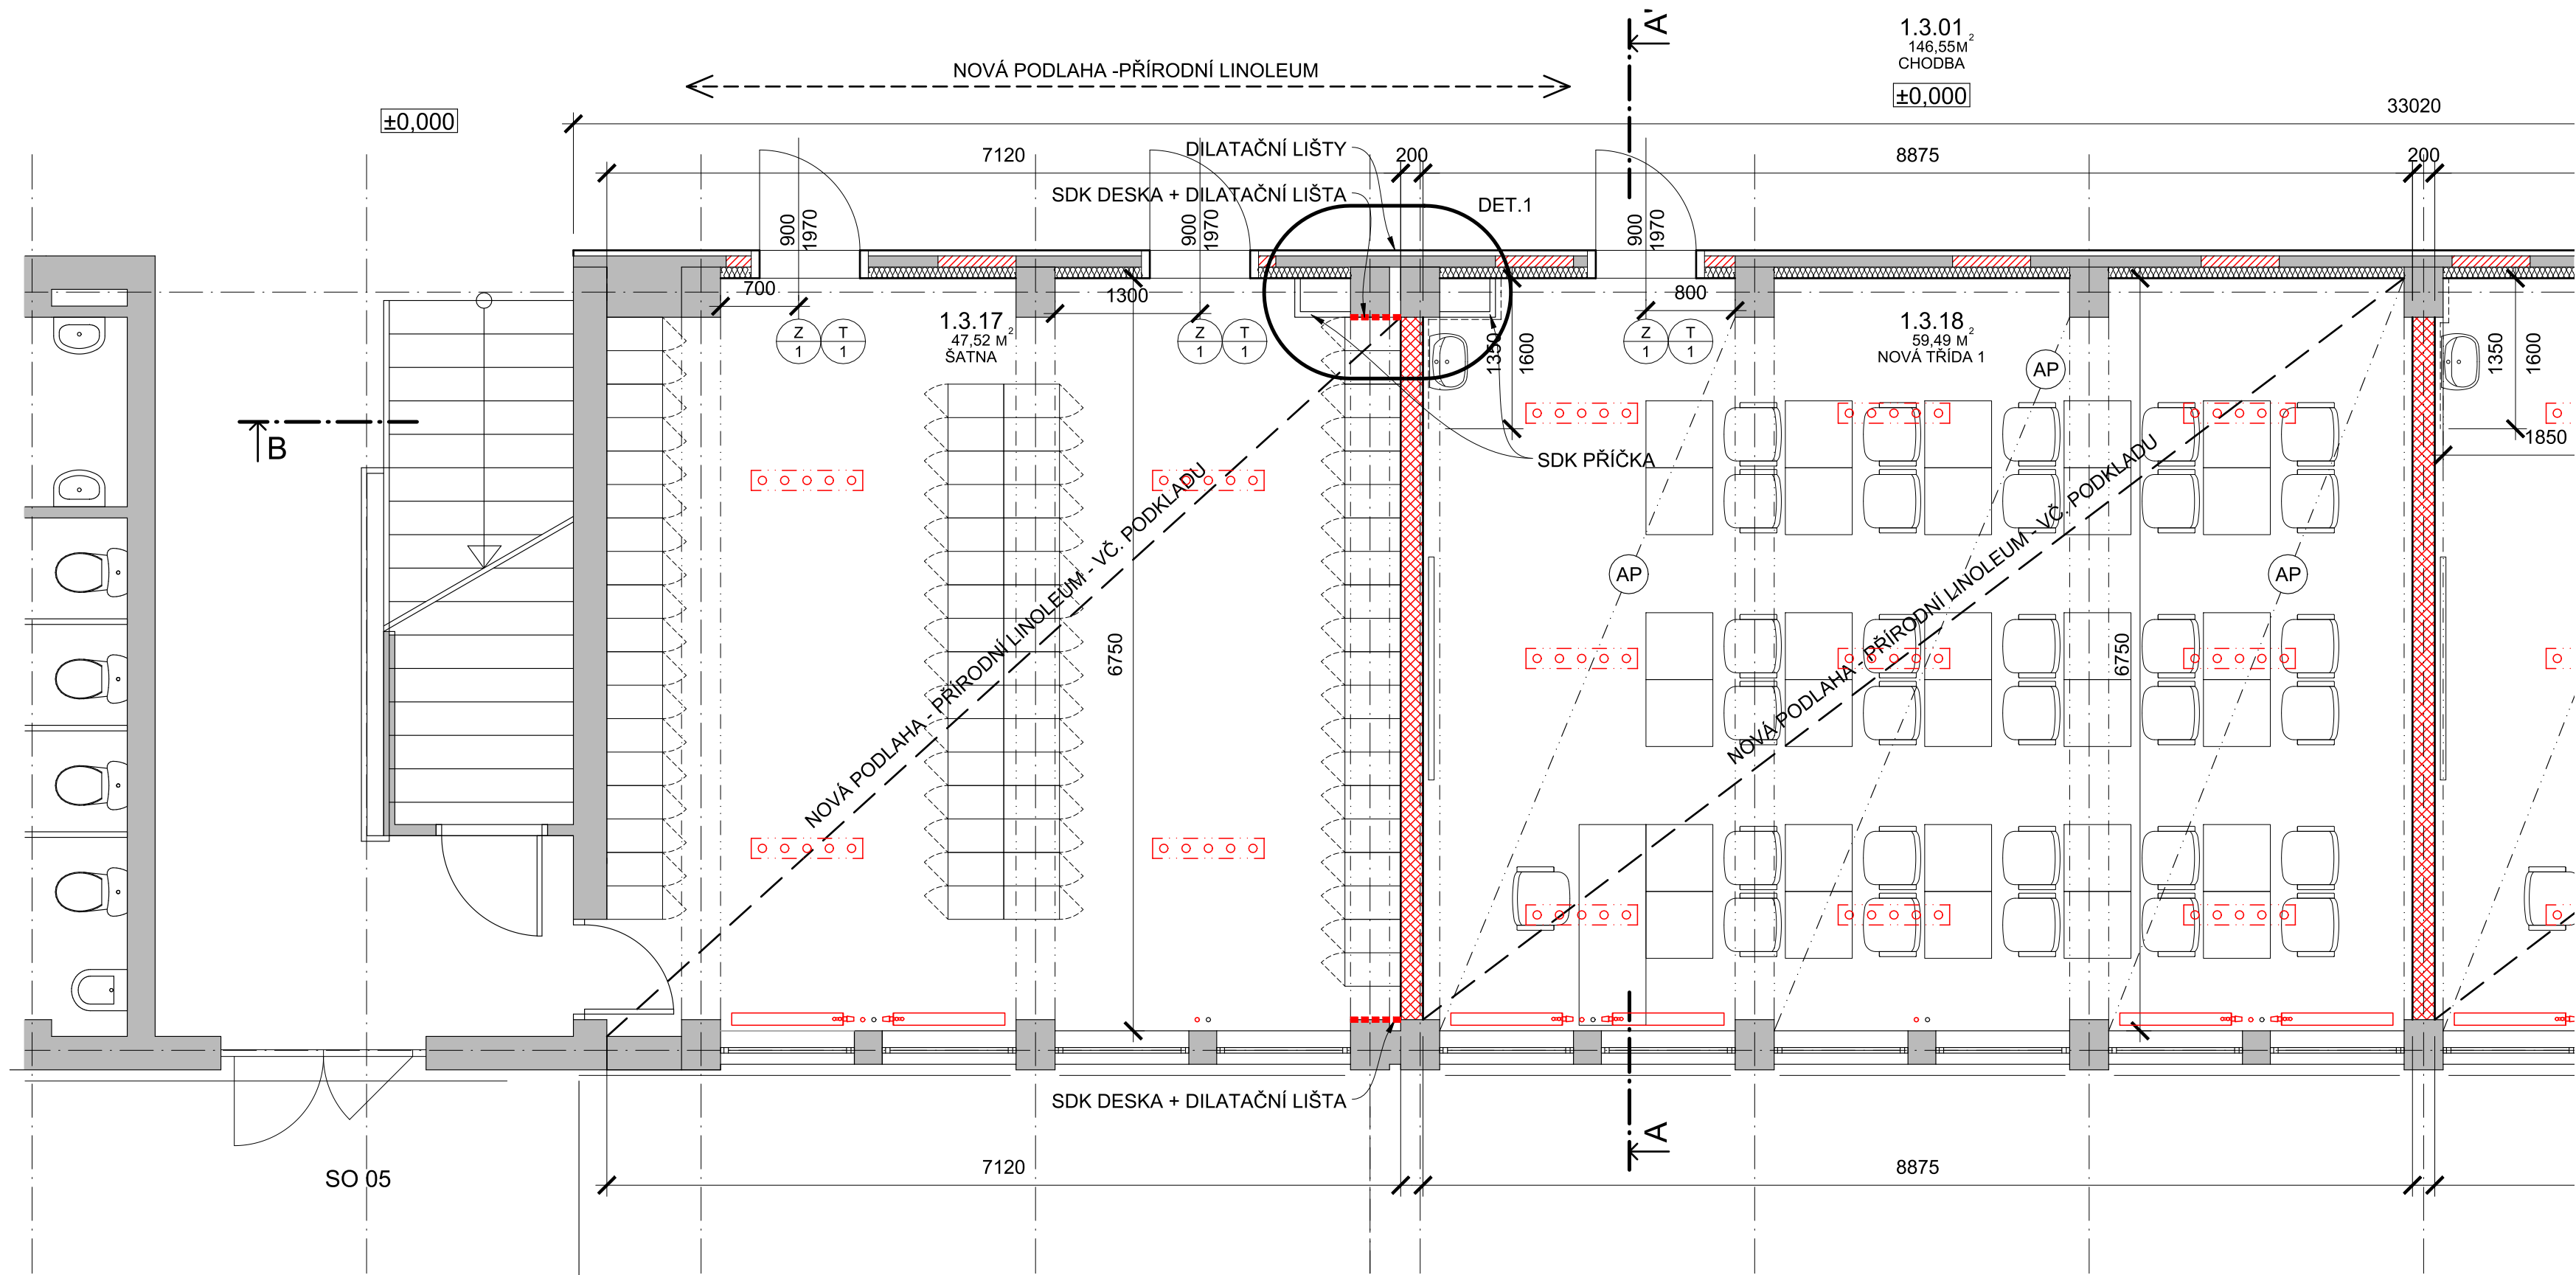 A'
1.3.01
146,55M²
CHODBA
±0,000
NOVÁ PODLAHA -PŘÍRODNÍ LINOLEUM
±0,000
33020
7120
DILATAČNÍ LIŠTY
200
8875
200
SDK DESKA + DILATAČNÍ LIŠTA
DET.1
900
1970
900
1970
900
1970
700
1300
800
1.3.17
47,52 M²
ŠATNA
Z
1
T
1
Z
1
T
1
Z
1
T
1
1.3.18
59,49 M²
NOVÁ TŘÍDA 1
1350
1600
1350
1600
AP
B
1850
SDK PŘÍČKA
NOVÁ PODLAHA - PŘÍRODNÍ LINOLEUM - VČ. PODKLADU
NOVÁ PODLAHA - PŘÍRODNÍ LINOLEUM - VČ. PODKLADU
AP
AP
6750
6750
SDK DESKA + DILATAČNÍ LIŠTA
A
7120
8875
SO 05